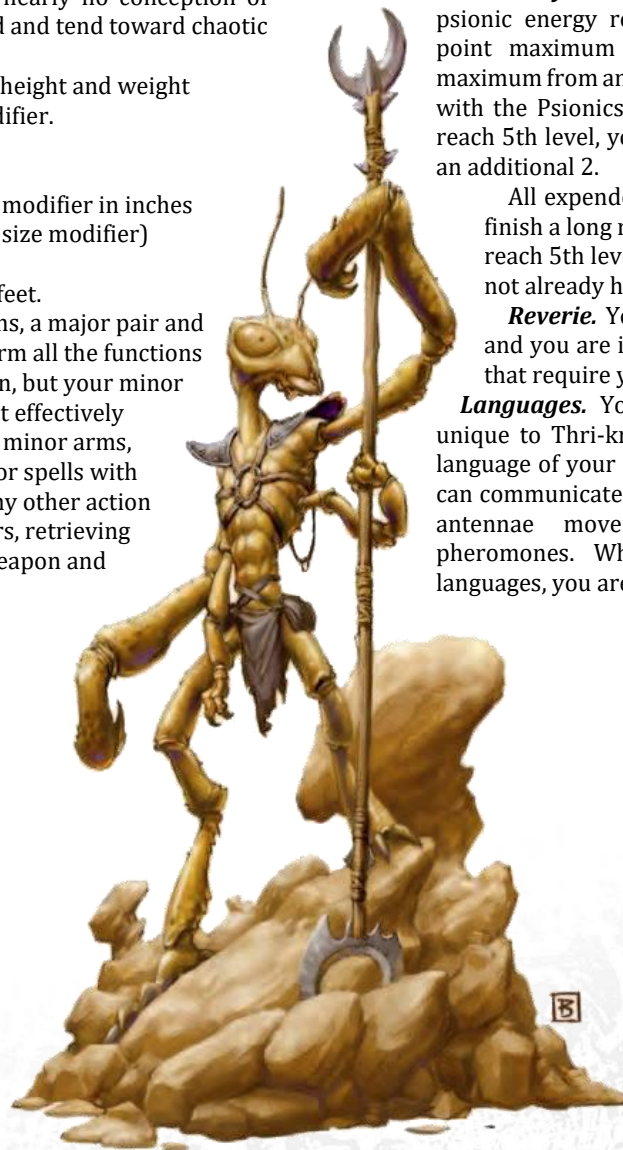 nearly no conception of
d and tend toward chaotic
height and weight
difier.
modifier in inches
size modifier)
feet.
ns, a major pair and
rm all the functions
n, but your minor
t effectively
minor arms,
or spells with
ny other action
rs, retrieving
eapon and
psionic energy re
point maximum
maximum from an
with the Psionics
reach 5th level, yo
an additional 2.
All expende
finish a long r
reach 5th lev
not already h
Reverie. Yo
and you are i
that require y
Languages. Yo
unique to Thri-kr
language of your
can communicate
antennae move
pheromones. Wh
languages, you are
B